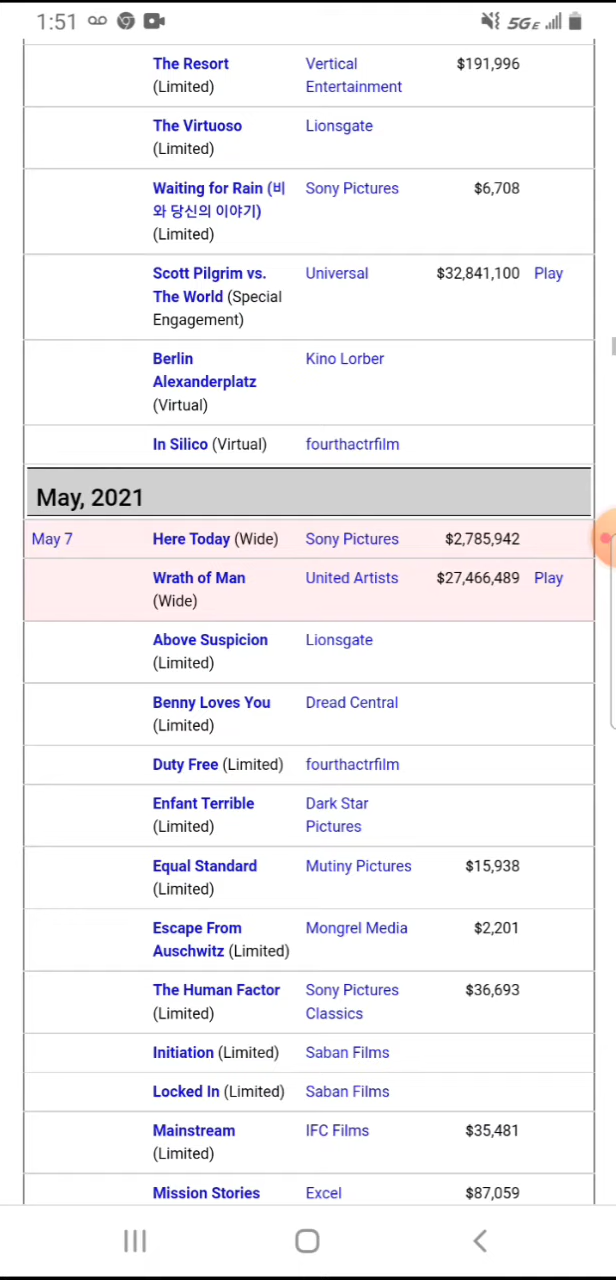 1:51
5GE
The Resort Vertical $191,996
(Limited) Entertainment
The Virtuoso Lionsgate
(Limited)
Waiting for Rain (비 Sony Pictures $6,708
와 당신의 이야기)
(Limited)
Scott Pilgrim vs. Universal $32,841,100 Play
The World (Special
Engagement)
Berlin Kino Lorber
Alexanderplatz
(Virtual)
In Silico (Virtual) fourthactrfilm
May, 2021
May 7 Here Today (Wide) Sony Pictures $2,785,942
Wrath of Man United Artists $27,466,489 Play
(Wide)
Above Suspicion Lionsgate
(Limited)
Benny Loves You Dread Central
(Limited)
Duty Free (Limited) fourthactrfilm
Enfant Terrible Dark Star
(Limited) Pictures
Equal Standard Mutiny Pictures $15,938
(Limited)
Escape From Mongrel Media $2,201
Auschwitz (Limited)
The Human Factor Sony Pictures $36,693
(Limited) Classics
Initiation (Limited) Saban Films
Locked In (Limited) Saban Films
Mainstream IFC Films $35,481
(Limited)
Mission Stories Excel $87,059